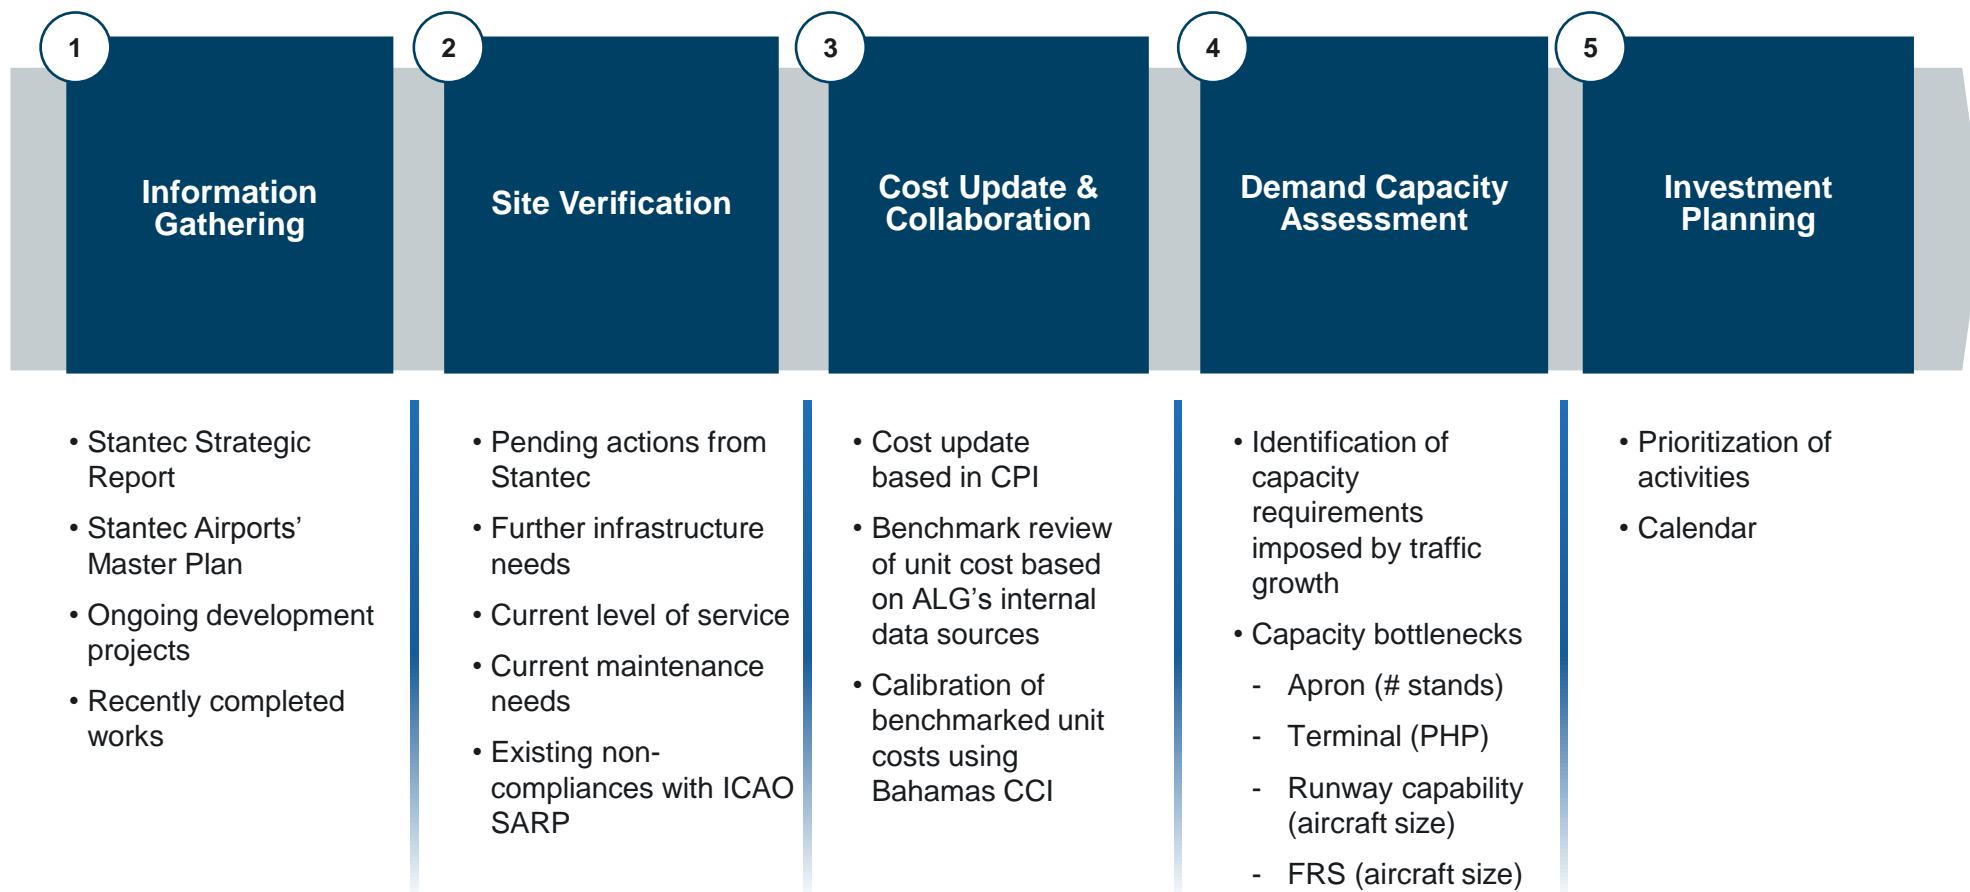 1
Information
Gathering
• Stantec Strategic
Report
• Stantec Airports’
Master Plan
• Ongoing development
projects
• Recently completed
works
2
Site Verification
• Pending actions from
Stantec
• Further infrastructure
needs
• Current level of service
• Current maintenance
needs
• Existing non-
compliances with ICAO
SARP
3
Cost Update &
Collaboration
• Cost update
based in CPI
• Benchmark review
of unit cost based
on ALG’s internal
data sources
• Calibration of
benchmarked unit
costs using
Bahamas CCI
4
Demand Capacity
Assessment
• Identification of
capacity
requirements
imposed by traffic
growth
• Capacity bottlenecks
- Apron (# stands)
- Terminal (PHP)
- Runway capability
(aircraft size)
- FRS (aircraft size)
5
Investment
Planning
• Prioritization of
activities
• Calendar